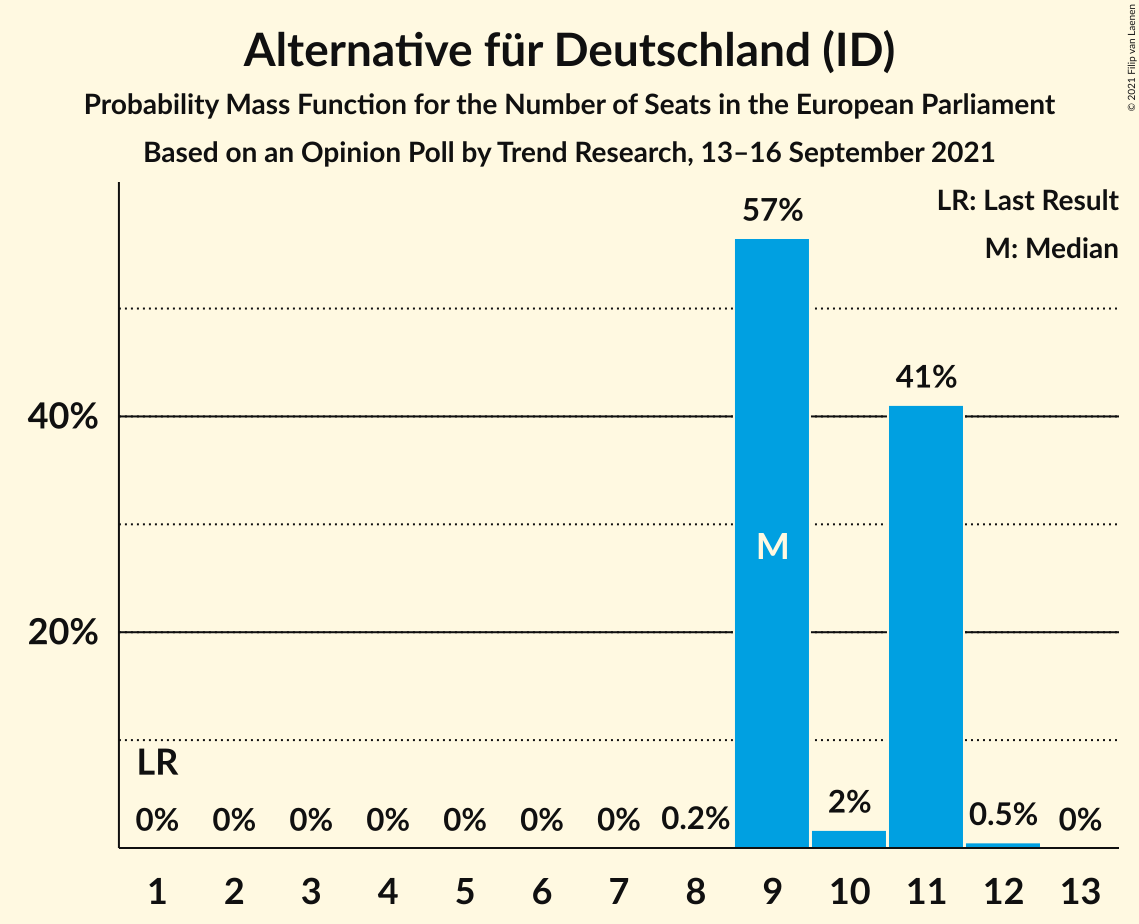 Alternative für Deutschland (ID)
Probability Mass Function for the Number of Seats in the European Parliament
Based on an Opinion Poll by Trend Research, 13–16 September 2021
© 2021 Filip van Laenen
LR: Last Result
M: Median
57%
41%
40%
M
20%
LR
0% 0% 0% 0% 0% 0% 0% 0.2% 2% 0.5% 0%
1 2 3 4 5 6 7 8 9 10 11 12 13